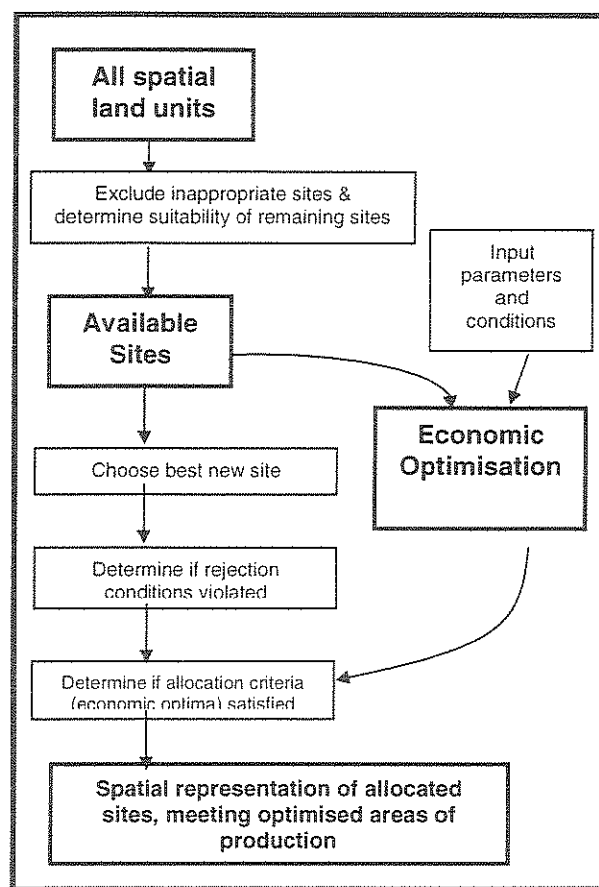 All spatial
land units
Exclude inappropriate sites &
determine suitability of remaining sites
Input
parameters
and
conditions
Available
Sites
Economic
Optimisation
Choose best new site
Determine if rejection
conditions violated
Determine if allocation criteria
(economic optima) satisfied
Spatial representation of allocated
sites, meeting optimised areas of
production